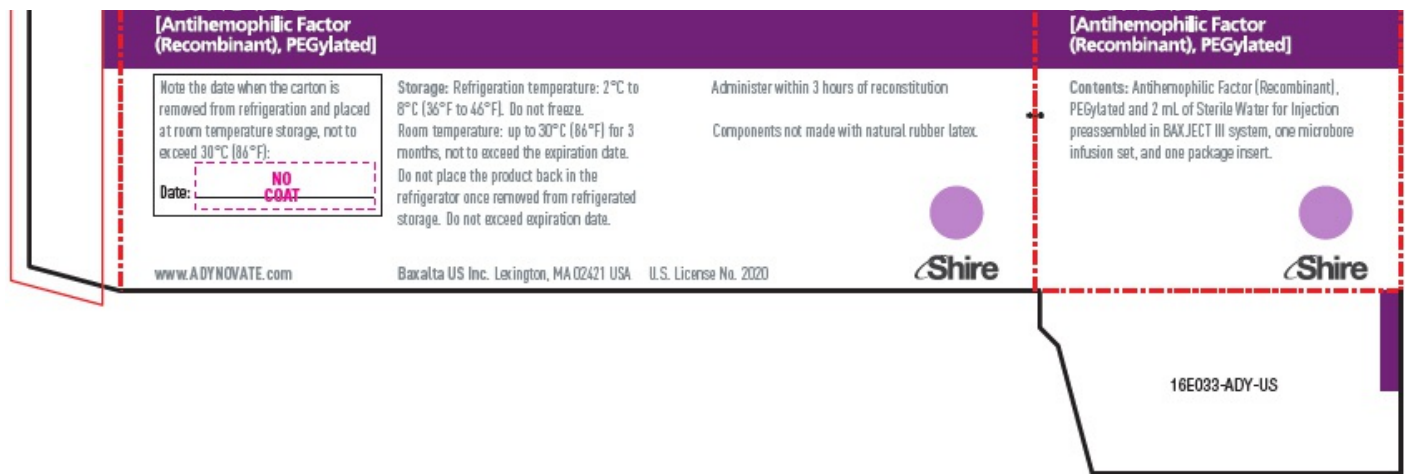 [Antihemophilic Factor
(Recombinant), PEGylated]
Note the date when the carton is
removed from refrigeration and placed
at room temperature storage, not to
exceed 30°C (86°F):
Date:
NO
COAT
Storage: Refrigeration temperature: 2°C to
8°C (36°F to 46°F). Do not freeze.
Room temperature: up to 30°C (86°F) for 3
months, not to exceed the expiration date.
Do not place the product back in the
refrigerator once removed from refrigerated
storage. Do not exceed expiration date.
Administer within 3 hours of reconstitution
Components not made with natural rubber latex.
www.ADYNOVATE.com
Baxalta US Inc. Lexington, MA 02421 USA U.S. License No. 2020
Shire
[Antihemophilic Factor
(Recombinant), PEGylated]
Contents: Antihemophilic Factor (Recombinant),
PEGylated and 2 mL of Sterile Water for Injection
preassembled in BAXJECT III system, one microbore
infusion set, and one package insert.
Shire
16E033-ADY-US